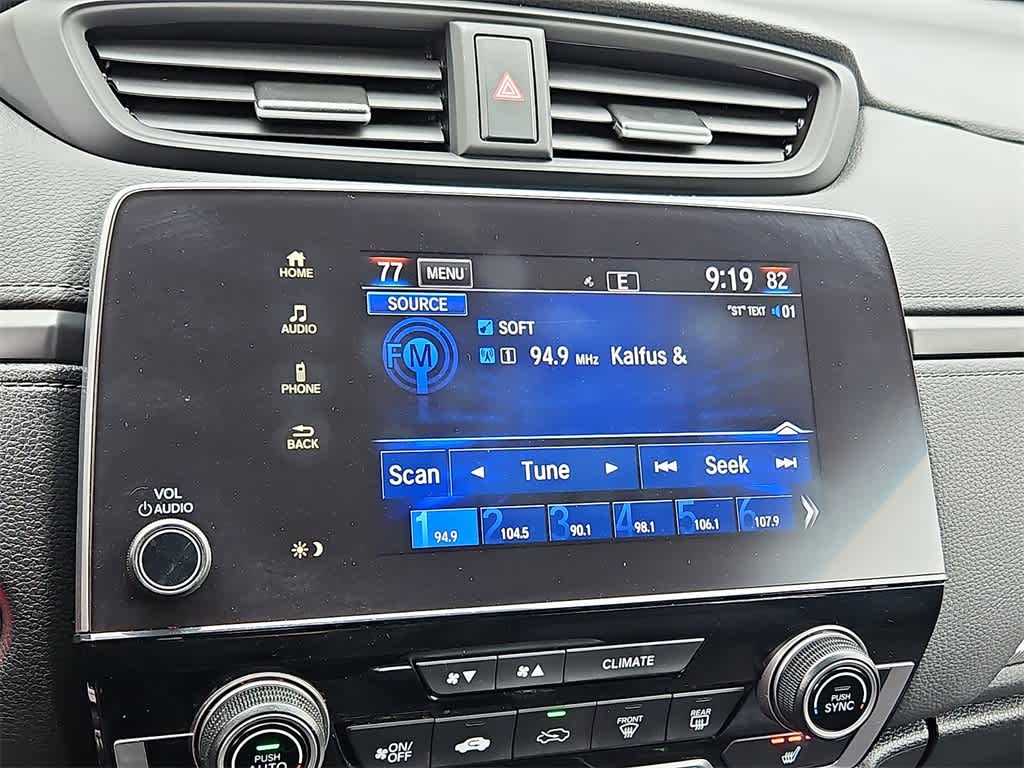 HOME
AUDIO
PHONE
BACK
VOL
AUDIO
77 MENU E 9:19 82
SOURCE
"ST" TEXT 01
FM
SOFT
1 94.9 MHz Kalfus &
Scan Tune Seek
1 94.9 2 104.5 3 90.1 4 98.1 5 106.1 6 107.9
CLIMATE
PUSH
SYNC
PUSH
AUTO
ON/
OFF
FRONT
REAR